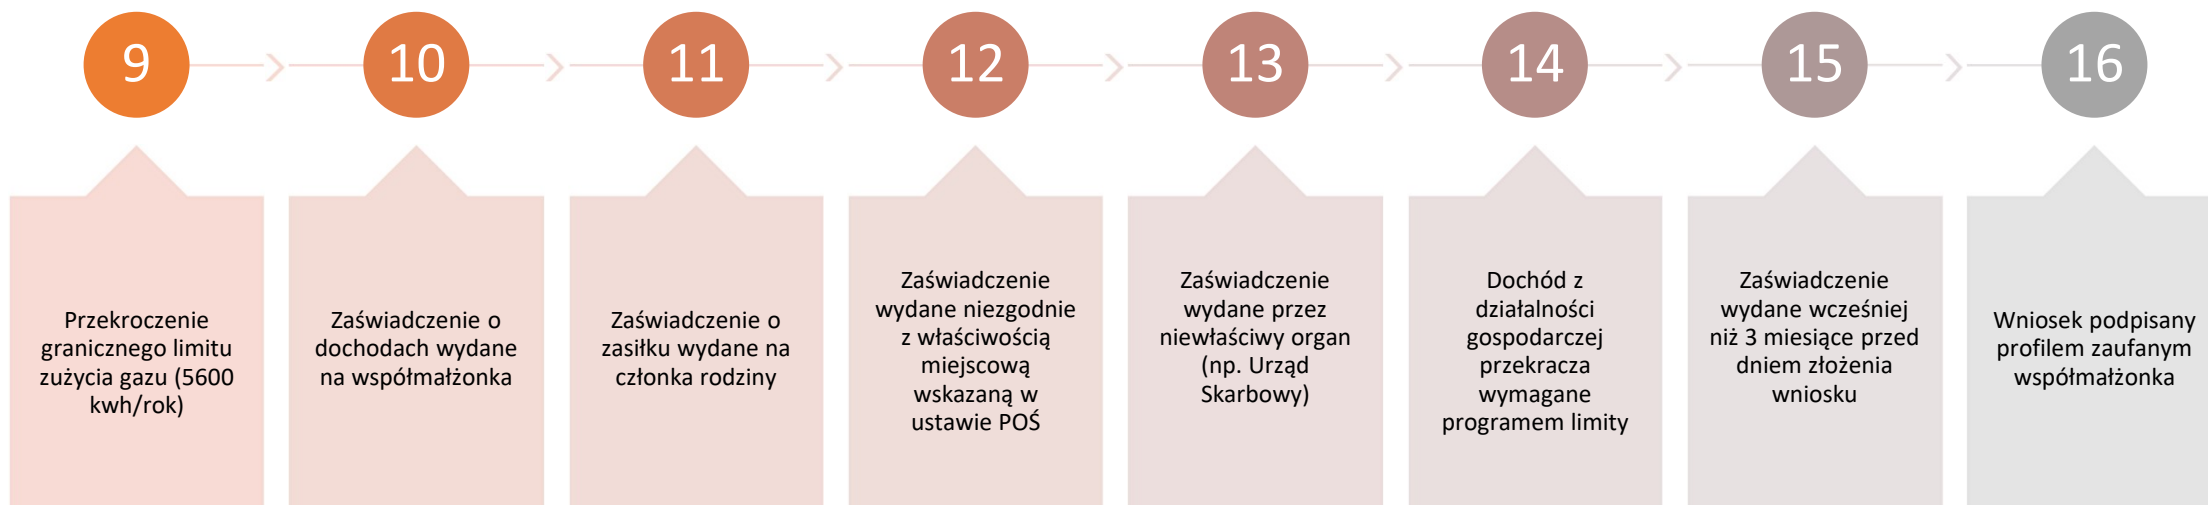 9
10
11
12
13
14
15
16
Przekroczenie
granicznego limitu
zużycia gazu (5600
kwh/rok)
Zaświadczenie o
dochodach wydane
na współmałżonka
Zaświadczenie o
zasiłku wydane na
członka rodziny
Zaświadczenie
wydane niezgodnie
z właściwością
miejscową
wskazaną w
ustawie POŚ
Zaświadczenie
wydane przez
niewłaściwy organ
(np. Urząd
Skarbowy)
Dochód z
działalności
gospodarczej
przekracza
wymagane
programem limity
Zaświadczenie
wydane wcześniej
niż 3 miesiące przed
dniem złożenia
wniosku
Wniosek podpisany
profilem zaufanym
współmałżonka